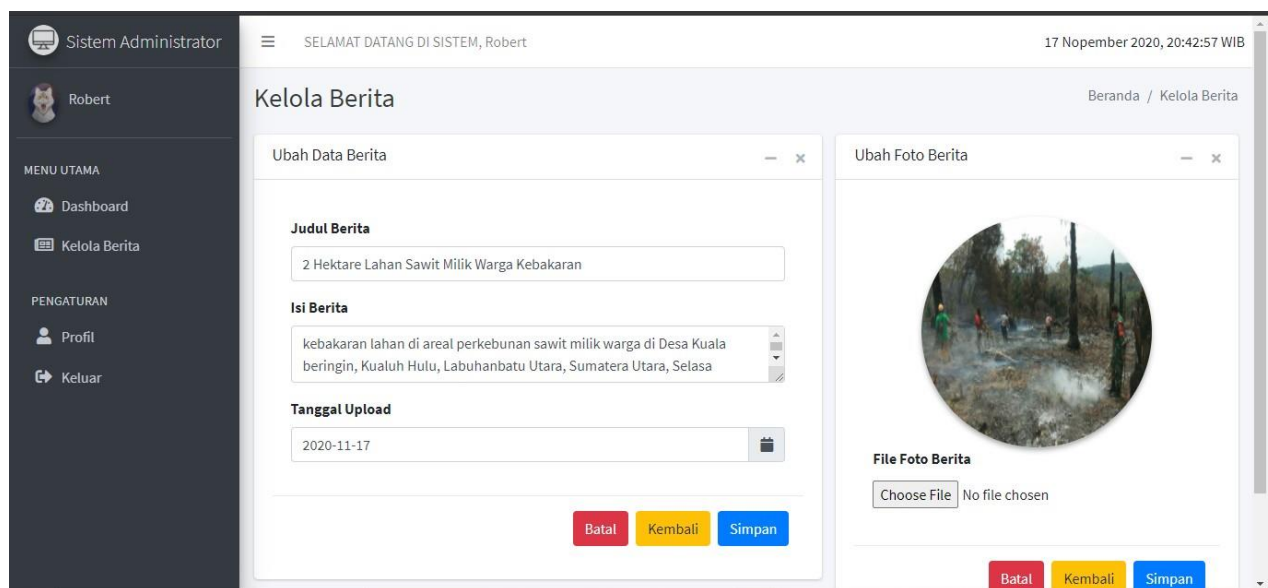 Sistem Administrator
SELAMAT DATANG DI SISTEM, Robert
17 Nopember 2020, 20:42:57 WIB
Robert
MENU UTAMA
Dashboard
Kelola Berita
PENGATURAN
Profil
Keluar
Kelola Berita
Beranda / Kelola Berita
Ubah Data Berita
Judul Berita
2 Hektare Lahan Sawit Milik Warga Kebakaran
Isi Berita
kebakaran lahan di areal perkebunan sawit milik warga di Desa Kuala
beringin, Kualuh Hulu, Labuhanbatu Utara, Sumatera Utara, Selasa
Tanggal Upload
2020-11-17
Batal Kembali Simpan
Ubah Foto Berita
File Foto Berita
Choose File No file chosen
Batal Kembali Simpan